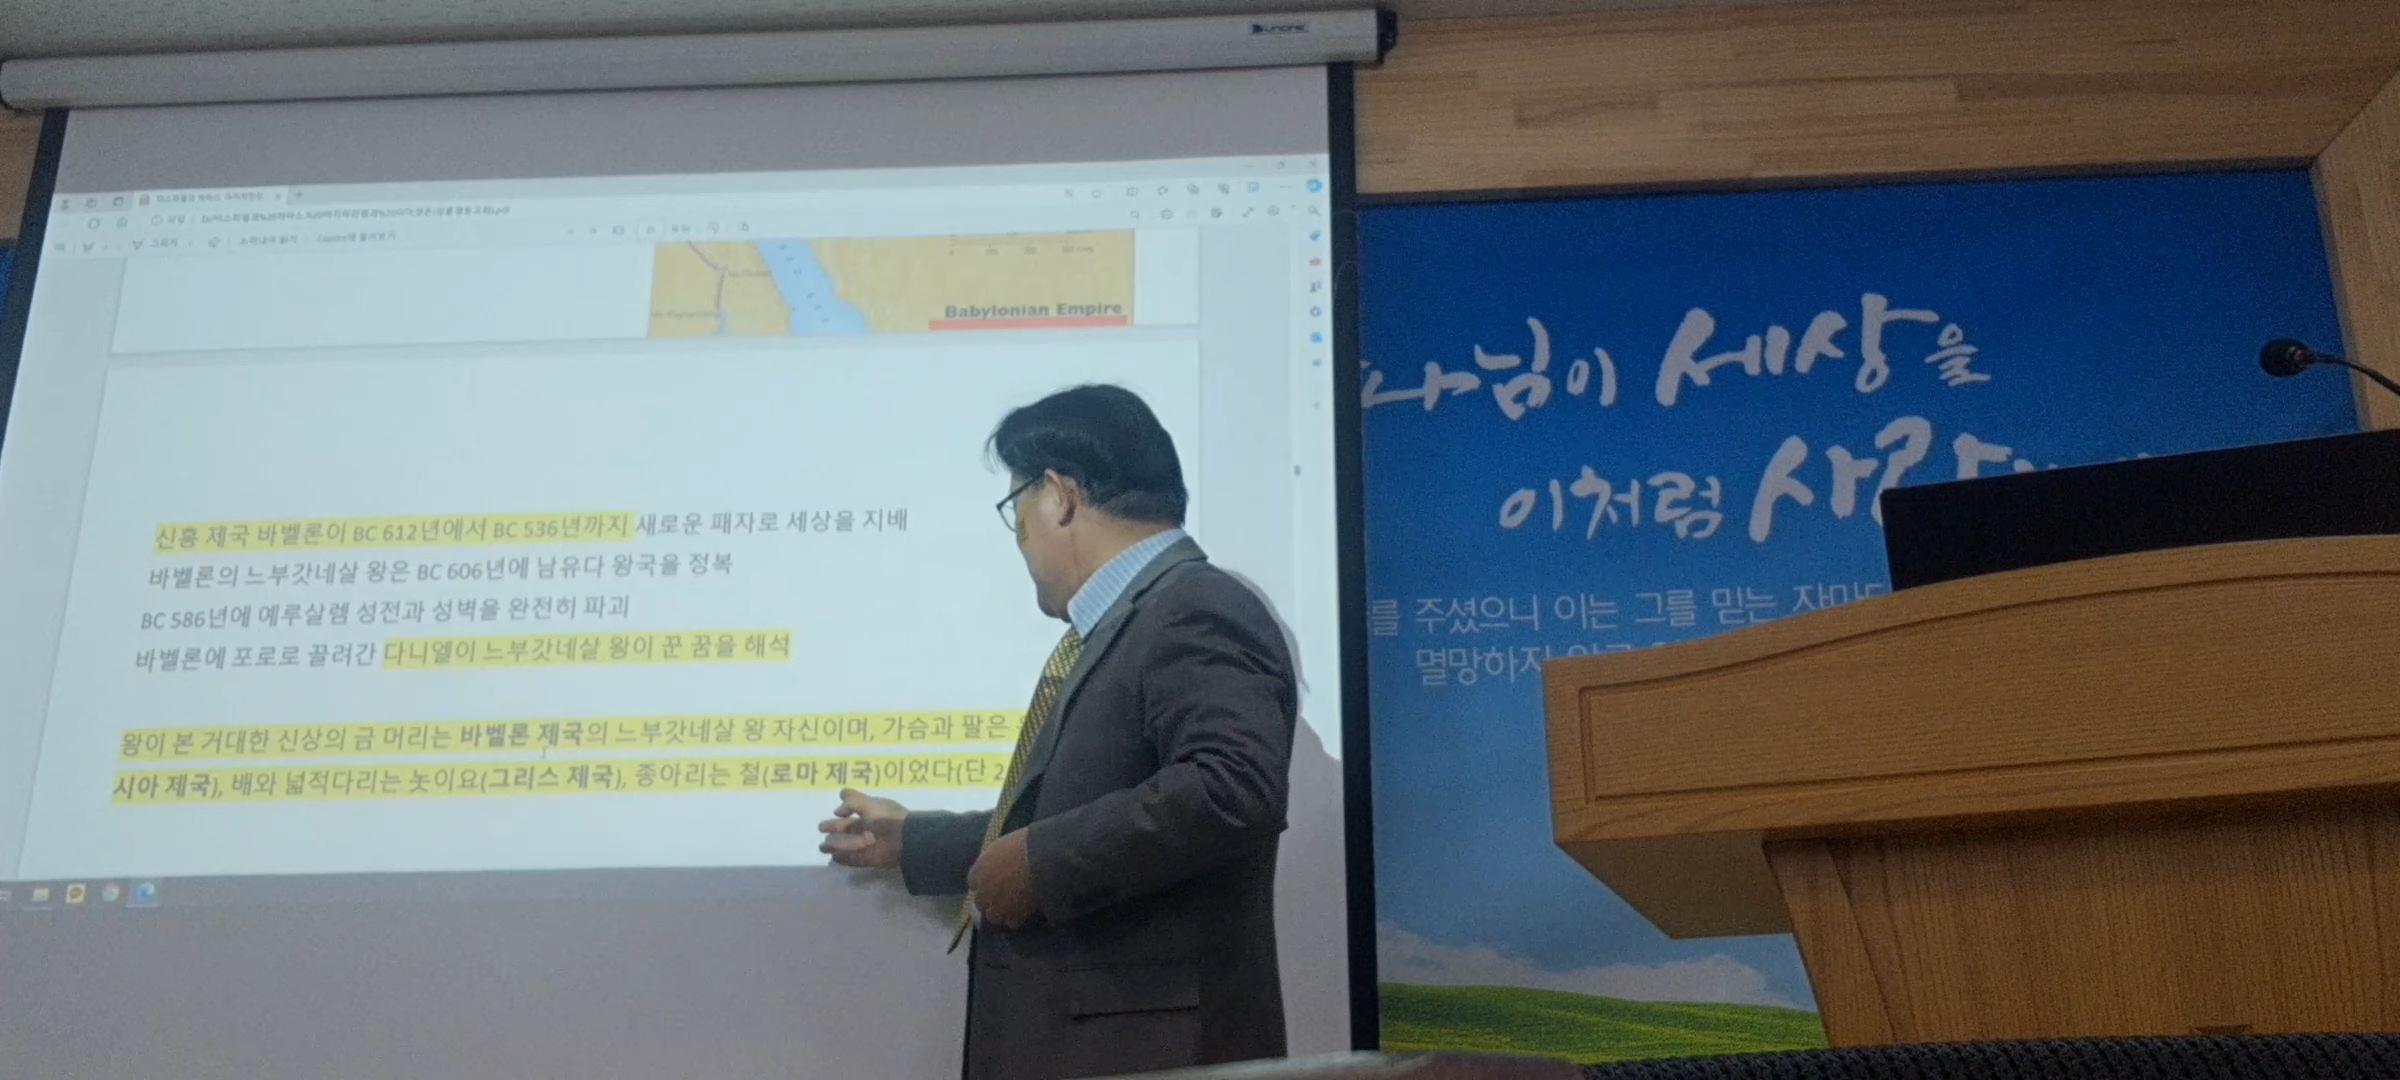 Babylonian Empire
신흥 제국 바벨론이 BC 612년에서 BC 536년까지 새로운 패자로 세상을 지배
바벨론의 느부갓네살 왕은 BC 606년에 남유다 왕국을 정복
BC 586년에 예루살렘 성전과 성벽을 완전히 파괴
바벨론에 포로로 끌려간 다니엘이 느부갓네살 왕이 꾼 꿈을 해석
왕이 본 거대한 신상의 금 머리는 바벨론 제국의 느부갓네살 왕 자신이며, 가슴과 팔은
시아 제국), 배와 넓적다리는 놋이요(그리스 제국), 종아리는 철(로마 제국)이었다(단 2
나님이 세상을
이처럼 사랑
를 주셨으니 이는 그를 믿는 자마다
멸망하지